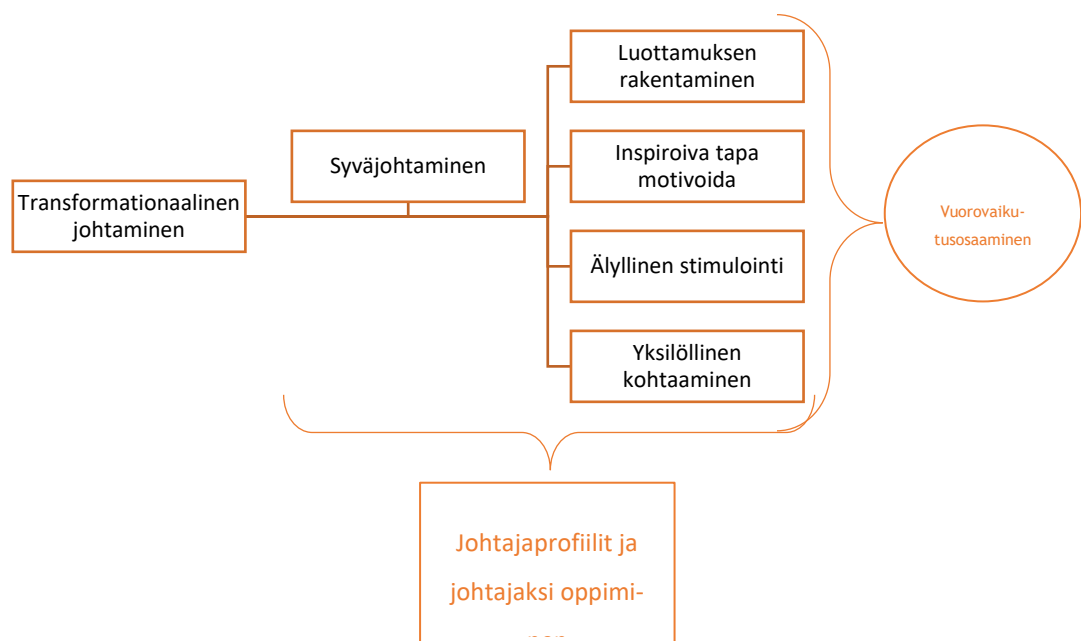 Luottamuksen
rakentaminen
Syväjohtaminen
Inspiroiva tapa
motivoida
Transformationaalinen
johtaminen
Vuorovaiku-
tusosaaminen
Älyllinen stimulointi
Yksilöllinen
kohtaaminen
Johtajaprofiilit ja
johtajaksi oppimi-